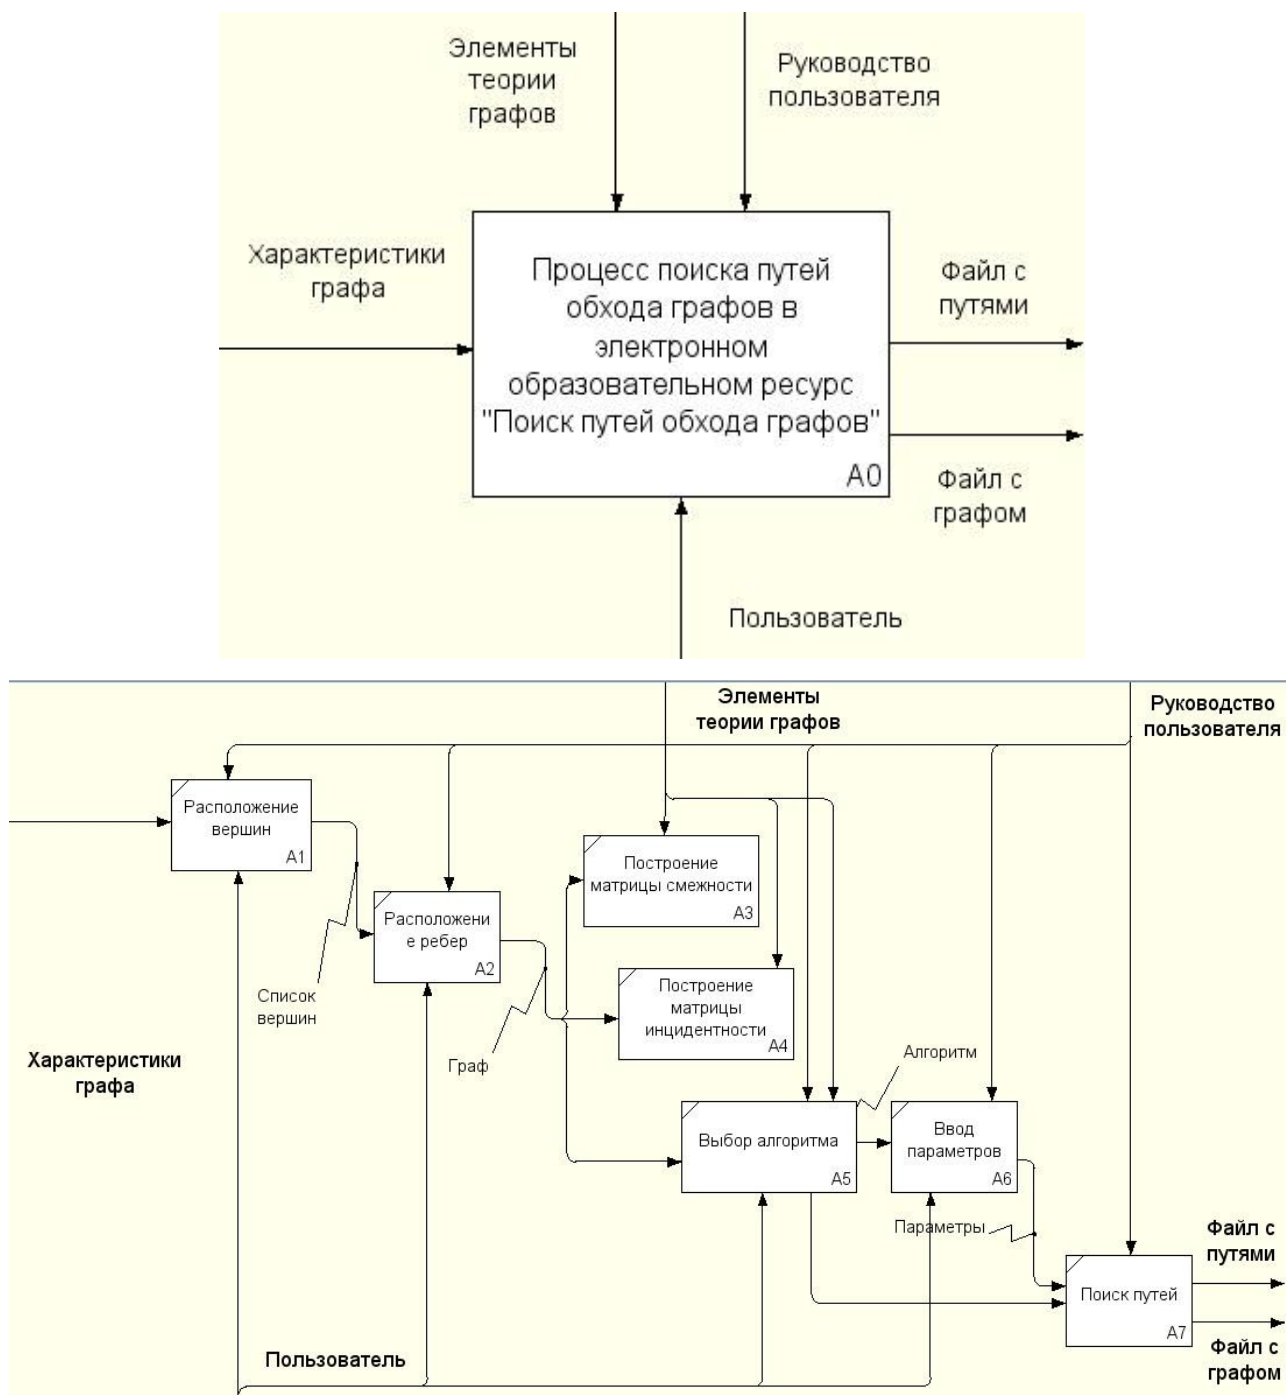 Элементы
теории
графов
Руководство
пользователя
Характеристики
графа
Процесс поиска путей
обхода графов в
электронном
образовательном ресурс
"Поиск путей обхода графов"
A0
Файл с
путями
Файл с
графом
Пользователь
Элементы
теории графов
Руководство
пользователя
Расположение
вершин
A1
Построение
матрицы смежности
A3
Расположени
е ребер
A2
Список
вершин
Построение
матрицы
инцидентности
A4
Граф
Характеристики
графа
Алгоритм
Выбор алгоритма
A5
Ввод
параметров
A6
Параметры
Файл с
путями
Поиск путей
A7
Файл с
графом
Пользователь